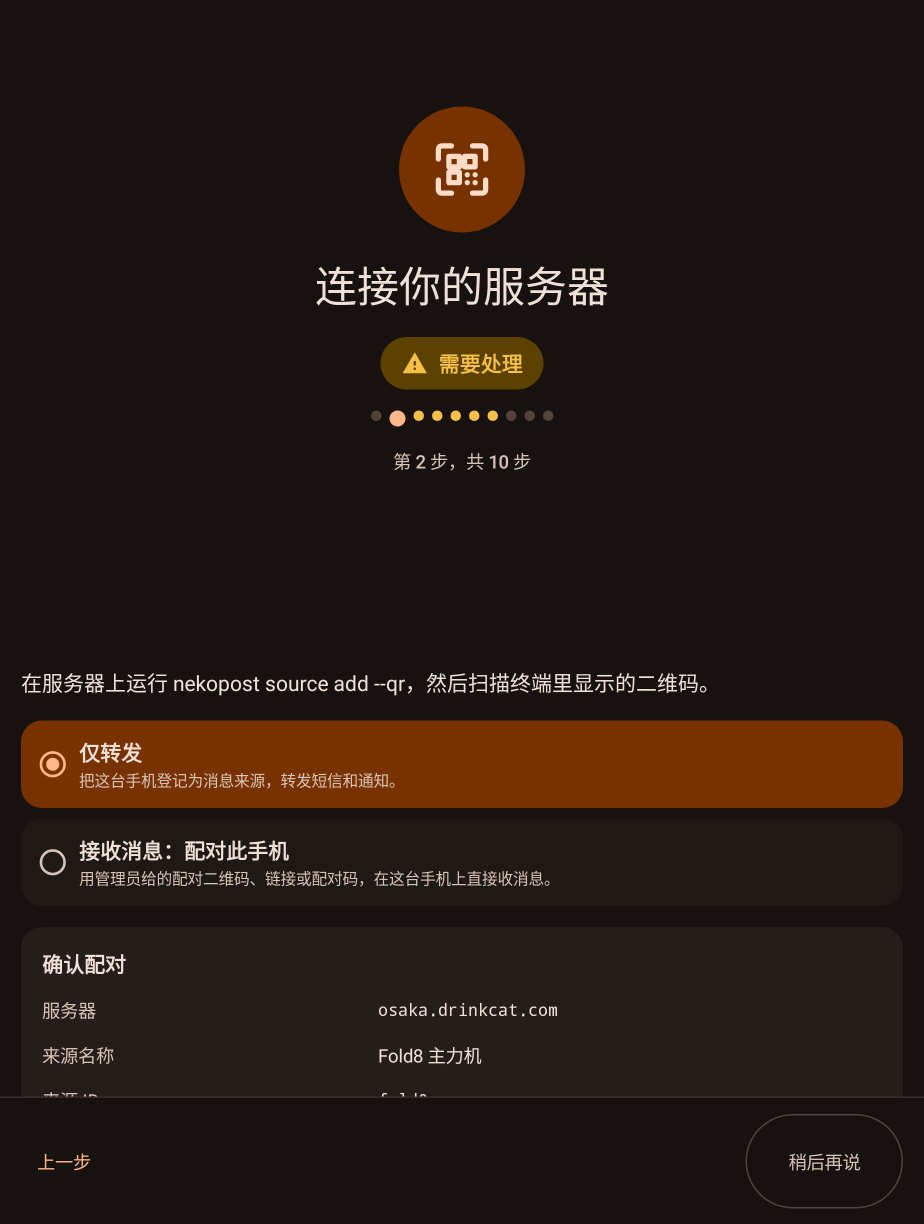 连接你的服务器
需要处理
第 2 步，共 10 步
在服务器上运行 nekopost source add --qr，然后扫描终端里显示的二维码。
仅转发
把这台手机登记为消息来源，转发短信和通知。
接收消息：配对此手机
用管理员给的配对二维码、链接或配对码，在这台手机上直接接收消息。
确认配对
服务器 osaka.drinkcat.com
来源名称 Fold8 主力机
上一步 稍后再说